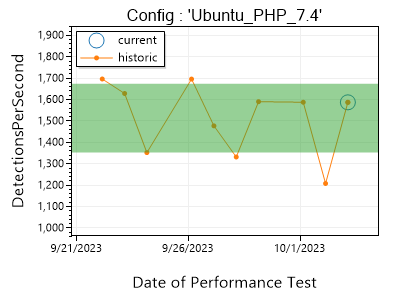 Config : 'Ubuntu_PHP_7.4'
current
historic
DetectionsPerSecond
1,900
1,800
1,700
1,600
1,500
1,400
1,300
1,200
1,100
1,000
9/21/2023 9/26/2023 10/1/2023
Date of Performance Test